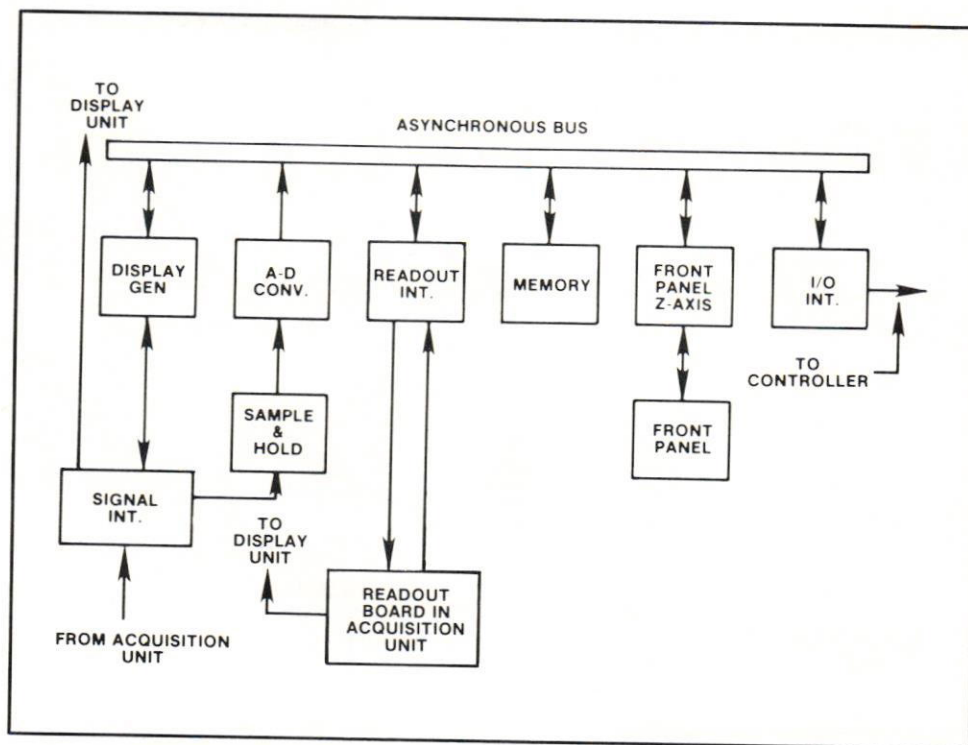 TO
DISPLAY
UNIT
ASYNCHRONOUS BUS
DISPLAY
GEN
A-D
CONV.
READOUT
INT.
MEMORY
FRONT
PANEL
Z-AXIS
I/O
INT.
TO
CONTROLLER
SAMPLE
&
HOLD
FRONT
PANEL
SIGNAL
INT.
TO
DISPLAY
UNIT
READOUT
BOARD IN
ACQUISITION
UNIT
FROM ACQUISITION
UNIT